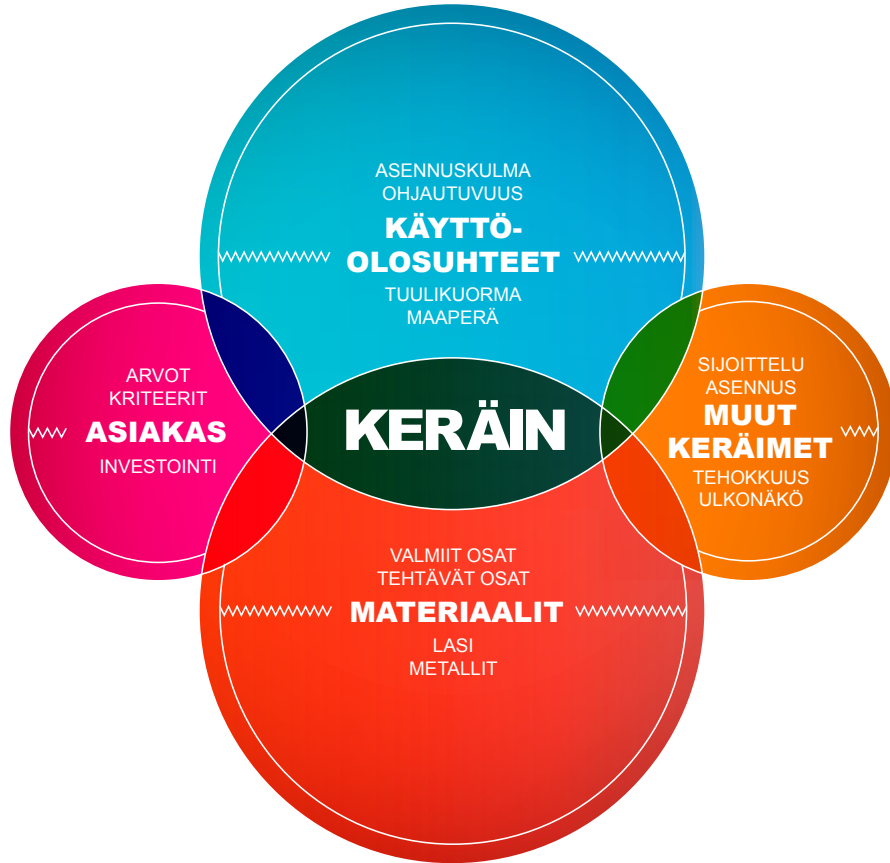 ASENNUSKULMA
OHJAUTUVUUS
KÄYTTÖ-
OLOSUHTEET
TUULIKUORMA
MAAPERÄ
ARVOT
KRITEERIT
ASIAKAS
INVESTOINTI
KERÄIN
SIJOITTELU
ASENNUS
MUUT
KERÄIMET
TEHOKKUUS
ULKONÄKÖ
VALMIIT OSAT
TEHTÄVÄT OSAT
MATERIAALIT
LASI
METALLIT